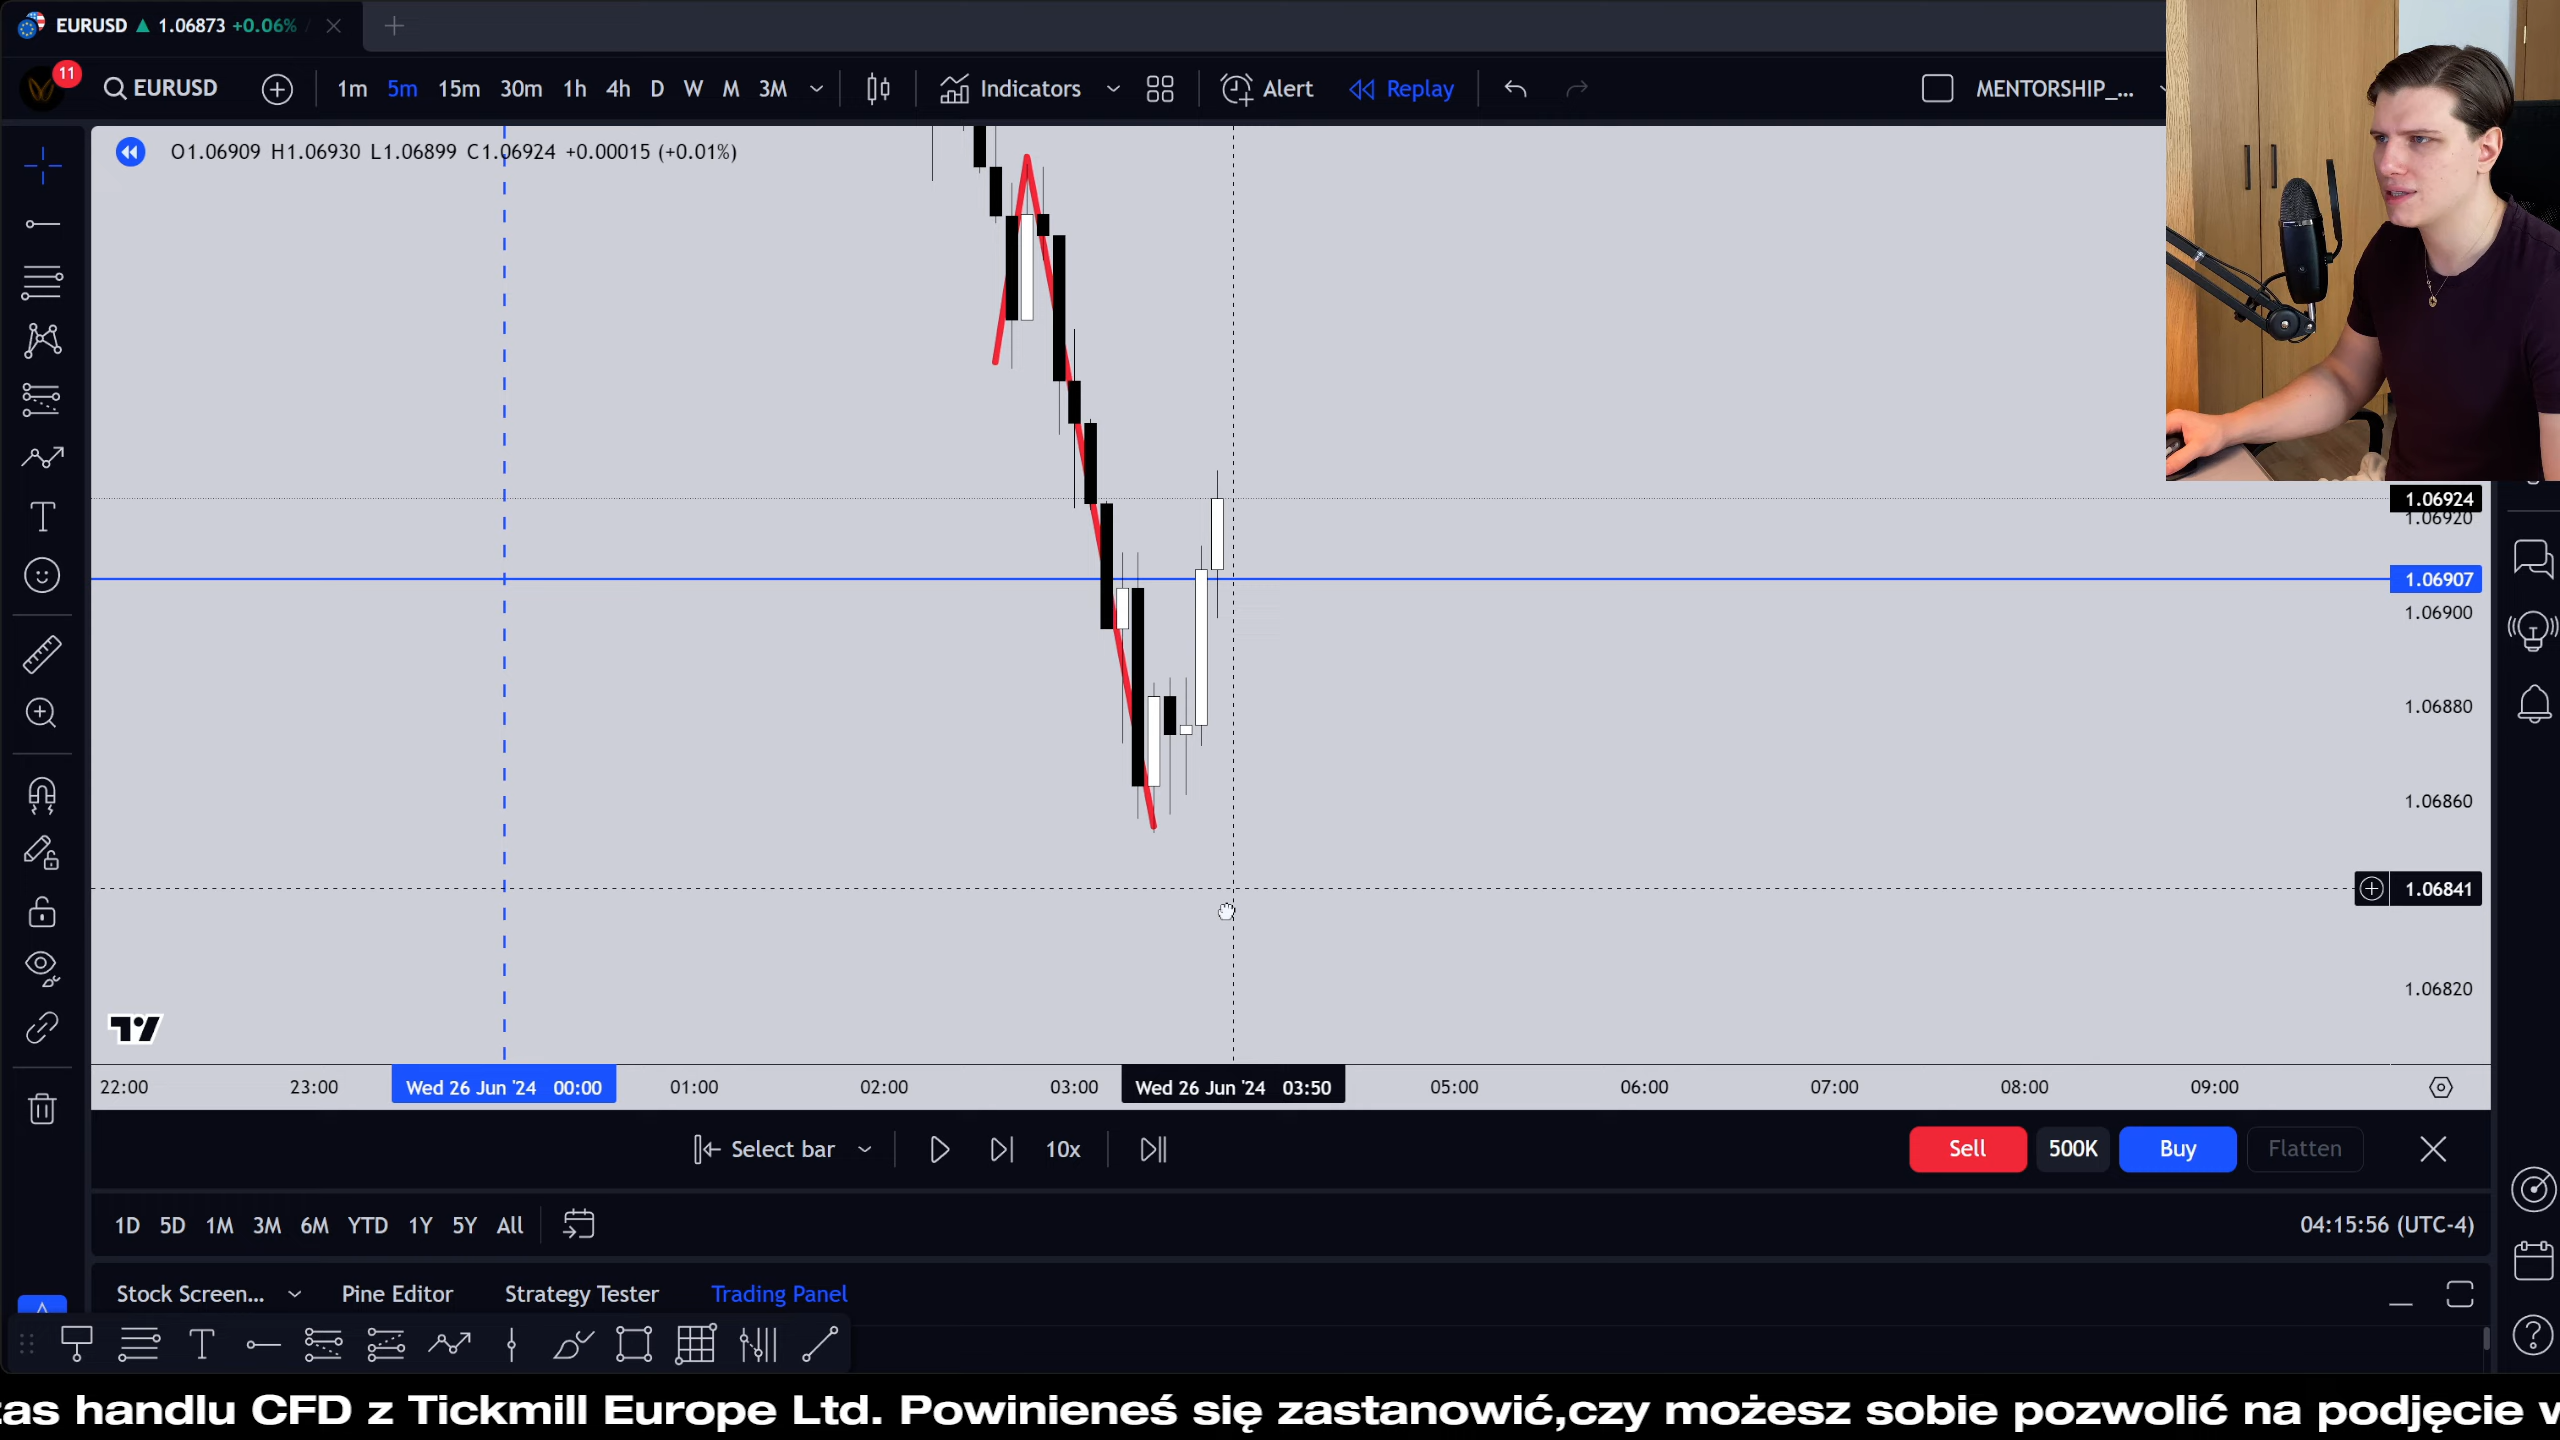 EURUSD 1.06873 +0.06%
11
EURUSD 1m 5m 15m 30m 1h 4h D W M 3M Indicators Alert Replay MENTORSHIP_...
O1.06909 H1.06930 L1.06899 C1.06924 +0.00015 (+0.01%)
1.06924
1.06920
1.06907
1.06900
1.06880
1.06860
1.06841
1.06820
22:00 23:00 Wed 26 Jun '24 00:00 01:00 02:00 03:00 Wed 26 Jun '24 03:50 05:00 06:00 07:00 08:00 09:00
Select bar 10x Sell 500K Buy Flatten
1D 5D 1M 3M 6M YTD 1Y 5Y All 04:15:56 (UTC-4)
Stock Screen... Pine Editor Strategy Tester Trading Panel
handlu CFD z Tickmill Europe Ltd. Powinieneś się zastanowić,czy możesz sobie pozwolić na podjęcie